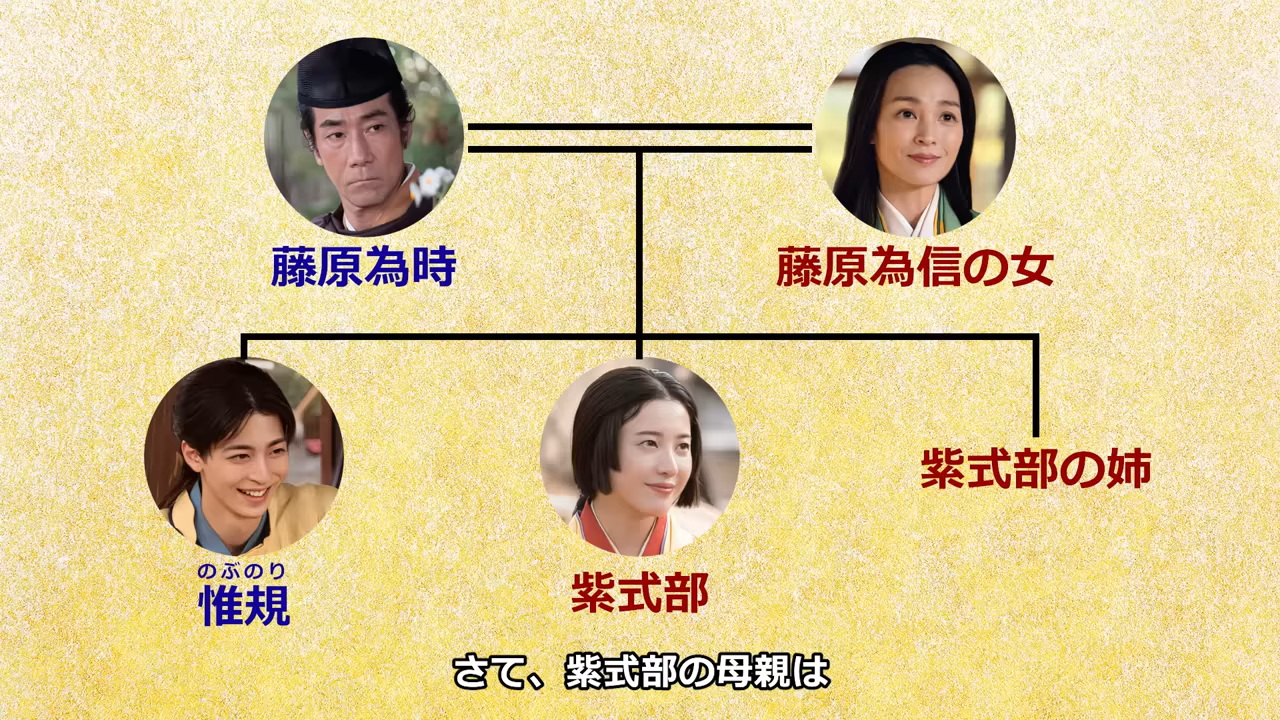 藤原為時
藤原為信の女
紫式部の姉
のぶのり
惟規
紫式部
さて、紫式部の母親は